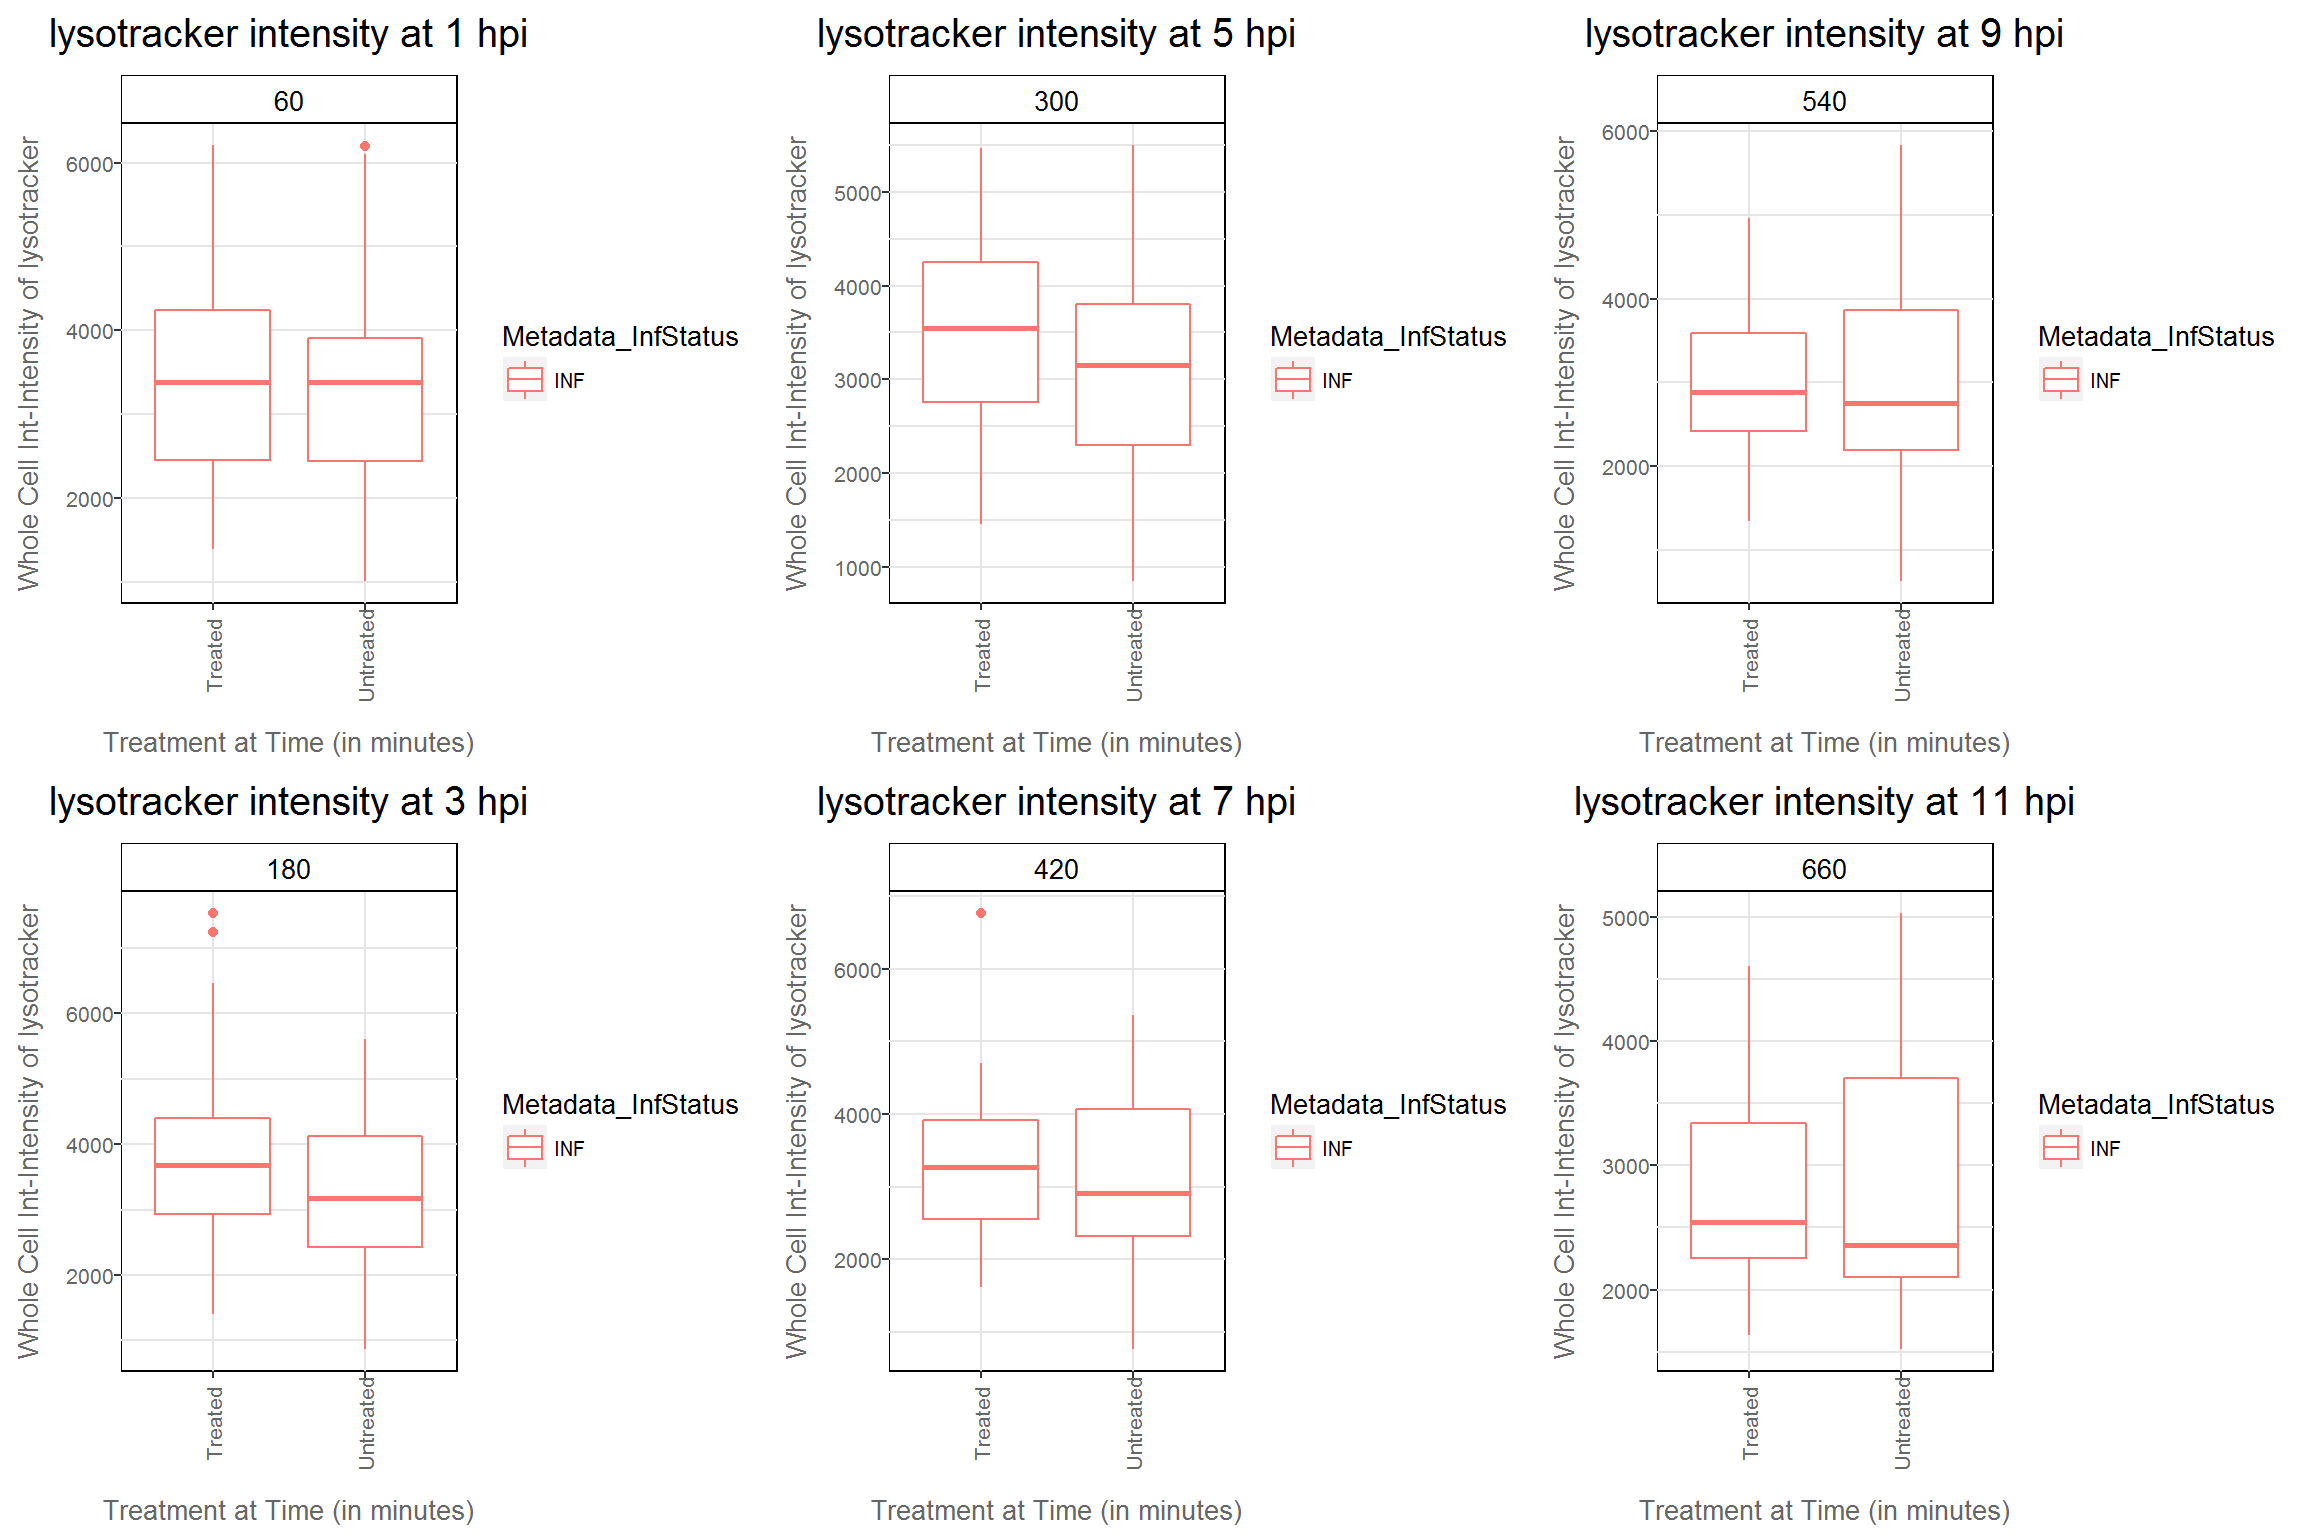 lysotracker intensity at 1 hpi
60
Whole Cell Int-Intensity of lysotracker
6000
4000
2000
Treated
Untreated
Treatment at Time (in minutes)
Metadata_InfStatus
INF
lysotracker intensity at 5 hpi
300
Whole Cell Int-Intensity of lysotracker
5000
4000
3000
2000
1000
Treated
Untreated
Treatment at Time (in minutes)
Metadata_InfStatus
INF
lysotracker intensity at 9 hpi
540
Whole Cell Int-Intensity of lysotracker
6000
4000
2000
Treated
Untreated
Treatment at Time (in minutes)
Metadata_InfStatus
INF
lysotracker intensity at 3 hpi
180
Whole Cell Int-Intensity of lysotracker
6000
4000
2000
Treated
Untreated
Treatment at Time (in minutes)
Metadata_InfStatus
INF
lysotracker intensity at 7 hpi
420
Whole Cell Int-Intensity of lysotracker
6000
4000
2000
Treated
Untreated
Treatment at Time (in minutes)
Metadata_InfStatus
INF
lysotracker intensity at 11 hpi
660
Whole Cell Int-Intensity of lysotracker
5000
4000
3000
2000
Treated
Untreated
Treatment at Time (in minutes)
Metadata_InfStatus
INF